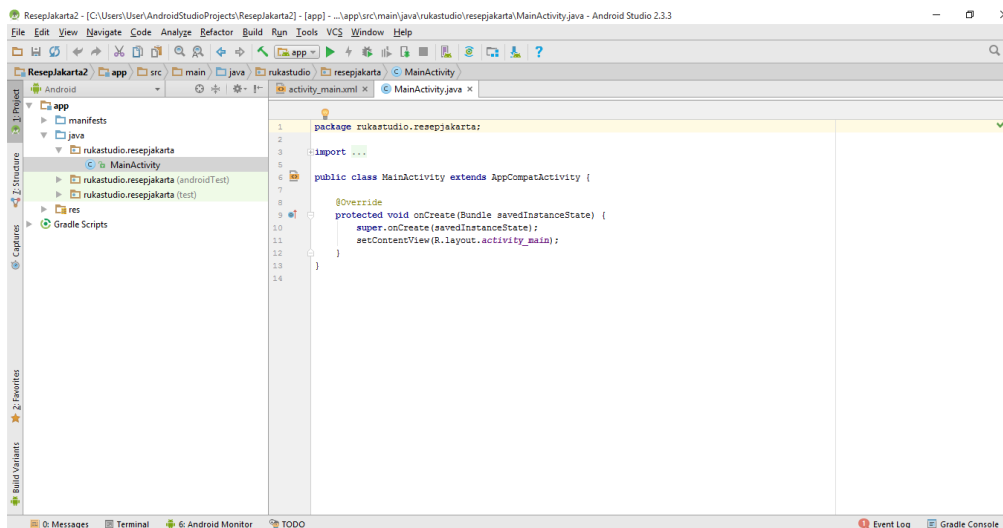 ResepJakarta2 - [C:\Users\User\AndroidStudioProjects\ResepJakarta2] - [app] - ...\app\src\main\java\rukastudio\resepjakarta\MainActivity.java - Android Studio 2.3.3
File Edit View Navigate Code Analyze Refactor Build Run Tools VCS Window Help
app
ResepJakarta2 app src main java rukastudio resepjakarta MainActivity
Android
activity_main.xml MainActivity.java
1: Project
7: Structure
Captures
2: Favorites
Build Variants
app
manifests
java
rukastudio.resepjakarta
MainActivity
rukastudio.resepjakarta (androidTest)
rukastudio.resepjakarta (test)
res
Gradle Scripts
1 package rukastudio.resepjakarta;
2
3 import ...
5
6 public class MainActivity extends AppCompatActivity {
7
8 @Override
9 protected void onCreate(Bundle savedInstanceState) {
10 super.onCreate(savedInstanceState);
11 setContentView(R.layout.activity_main);
12 }
13 }
14
0: Messages Terminal 6: Android Monitor TODO 1 Event Log Gradle Console